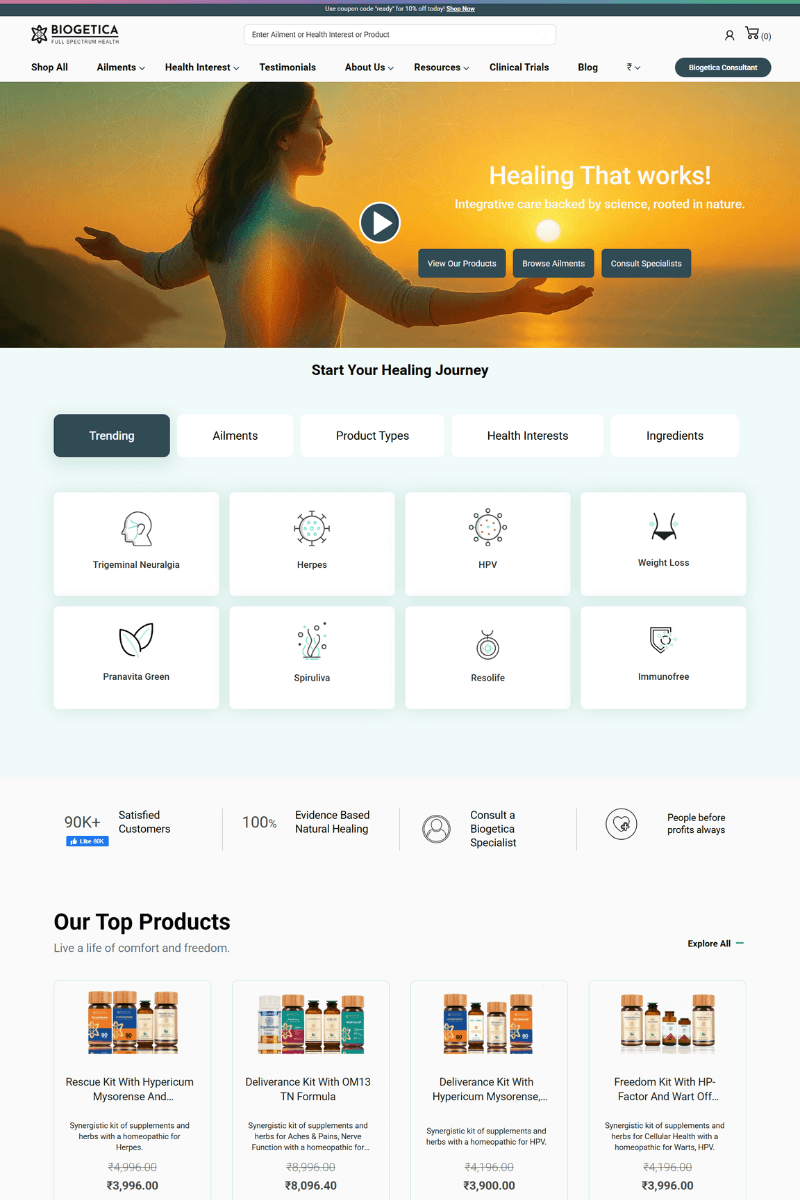 Use coupon code "ready" for 10% off today! Shop Now
BIOGETICA
FULL SPECTRUM HEALTH
Enter Ailment or Health Interest or Product
(0)
Shop All
Ailments
Health Interest
Testimonials
About Us
Resources
Clinical Trials
Blog
₹
Biogetica Consultant
Healing That works!
Integrative care backed by science, rooted in nature.
View Our Products
Browse Ailments
Consult Specialists
Start Your Healing Journey
Trending
Ailments
Product Types
Health Interests
Ingredients
Trigeminal Neuralgia
Herpes
HPV
Weight Loss
Pranavita Green
Spiruliva
Resolife
Immunofree
90K+
Like 86K
Satisfied
Customers
100%
Evidence Based
Natural Healing
Consult a
Biogetica
Specialist
People before
profits always
Our Top Products
Live a life of comfort and freedom.
Explore All
Rescue Kit With Hypericum
Mysorense And...
Synergistic kit of supplements and
herbs with a homeopathic for
Herpes.
₹4,996.00
₹3,996.00
Deliverance Kit With OM13
TN Formula
Synergistic kit of supplements and
herbs for Aches & Pains, Nerve
Function with a homeopathic for...
₹8,996.00
₹8,096.40
Deliverance Kit With
Hypericum Mysorense,...
Synergistic kit of supplements and
herbs with a homeopathic for HPV.
₹4,196.00
₹3,900.00
Freedom Kit With HP-
Factor And Wart Off...
Synergistic kit of supplements and
herbs for Cellular Health with a
homeopathic for Warts, HPV.
₹4,196.00
₹3,996.00